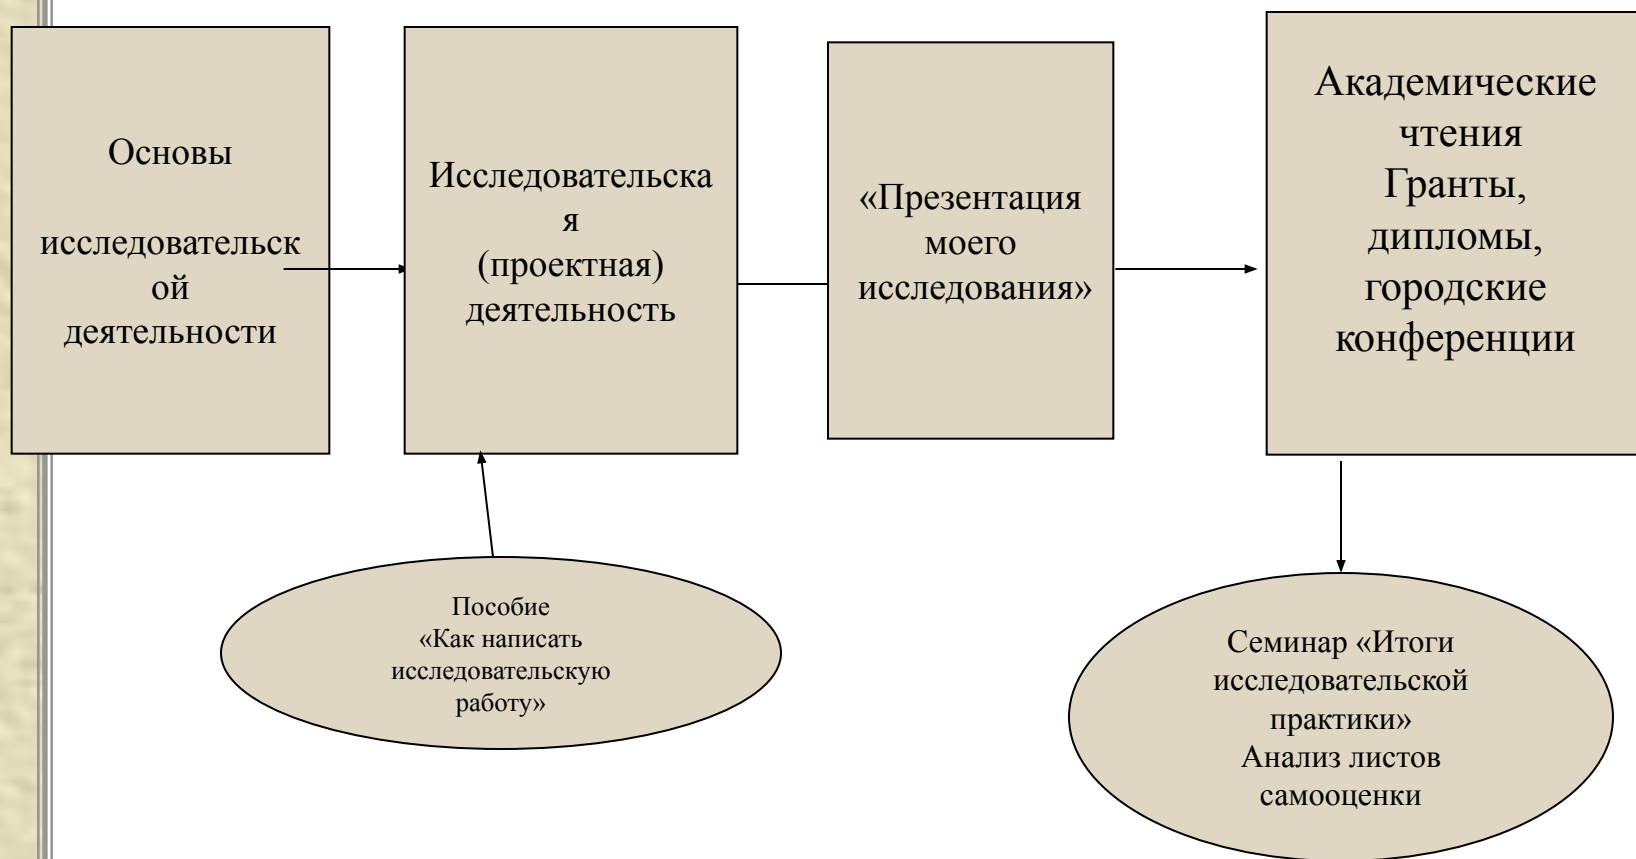 Основы
исследовательск
ой
деятельности
Исследовательска
я
(проектная)
деятельность
«Презентация
моего
исследования»
Академические
чтения
Гранты,
дипломы,
городские
конференции
Пособие
«Как написать
исследовательскую
работу»
Семинар «Итоги
исследовательской
практики»
Анализ листов
самооценки